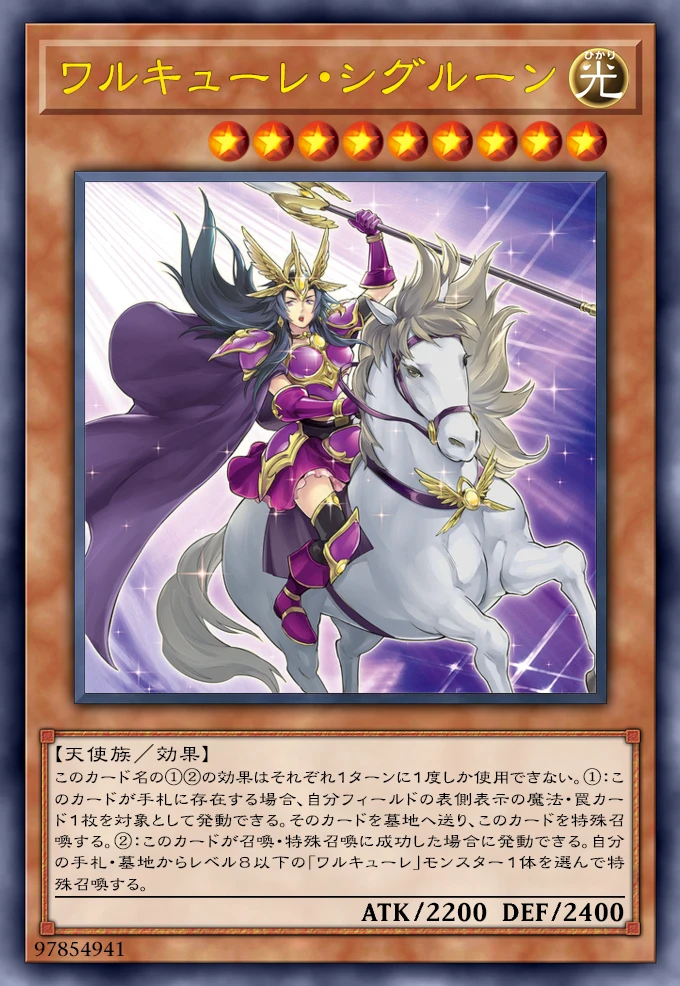 ワルキューレ・シグルーン
ひかり
光
【天使族／効果】
このカード名の①②の効果はそれぞれ1ターンに1度しか使用できない。①：こ
のカードが手札に存在する場合、自分フィールドの表側表示の魔法・罠カー
ド1枚を対象として発動できる。そのカードを墓地へ送り、このカードを特殊召
喚する。②：このカードが召喚・特殊召喚に成功した場合に発動できる。自分
の手札・墓地からレベル8以下の「ワルキューレ」モンスター1体を選んで特
殊召喚する。
ATK/2200 DEF/2400
97854941